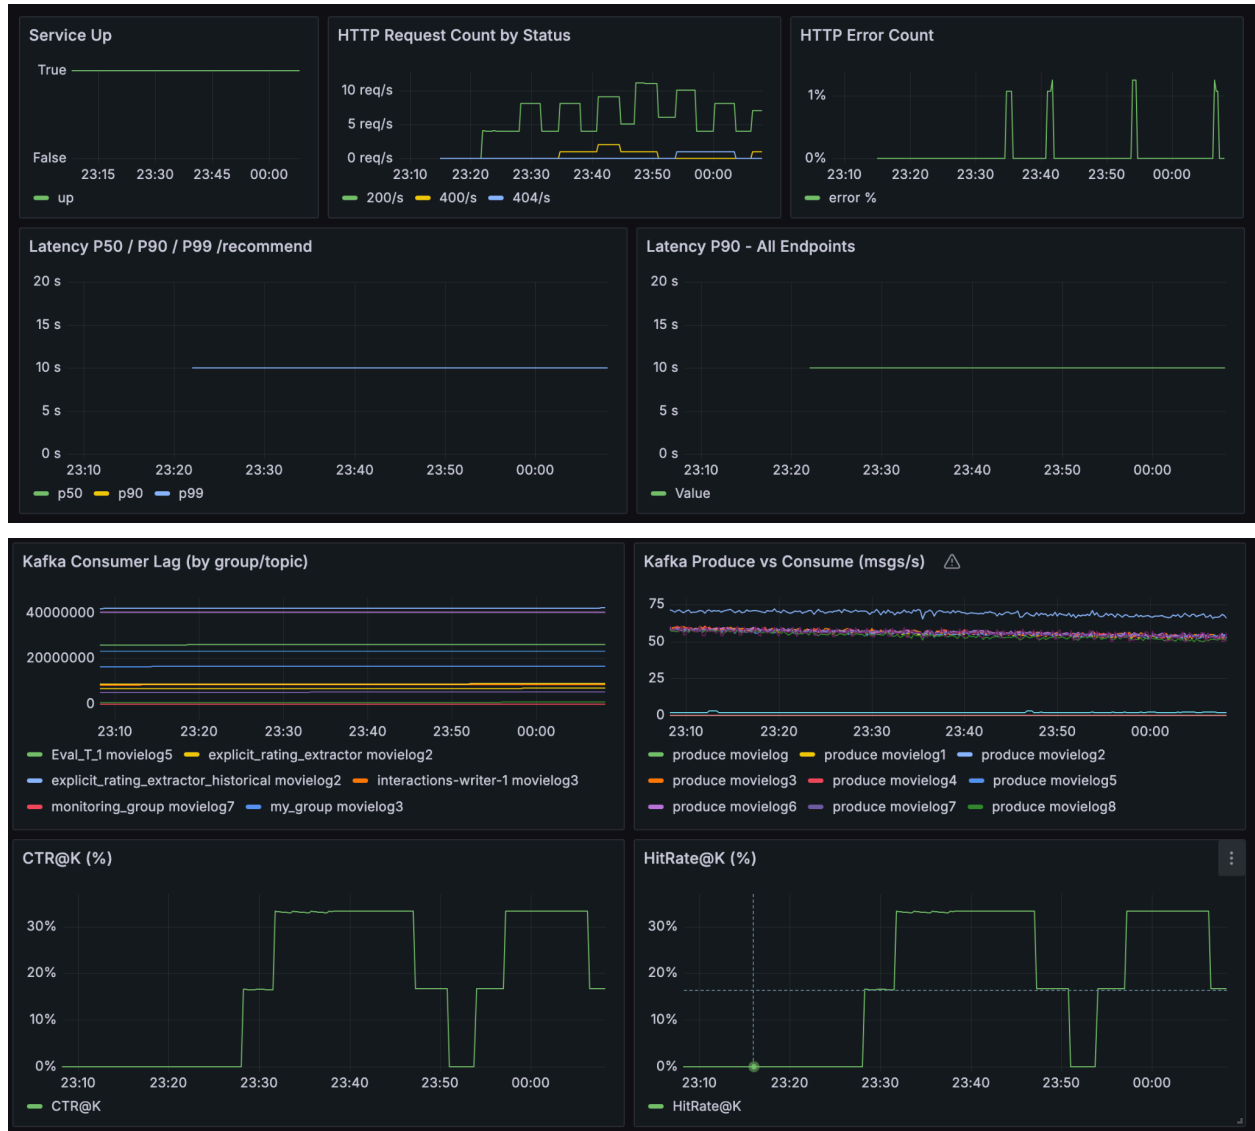 Service Up
True
False
23:15 23:30 23:45 00:00
up
HTTP Request Count by Status
10 req/s
5 req/s
0 req/s
23:10 23:20 23:30 23:40 23:50 00:00
200/s 400/s 404/s
HTTP Error Count
1%
0%
23:10 23:20 23:30 23:40 23:50 00:00
error %
Latency P50 / P90 / P99 /recommend
20 s
15 s
10 s
5 s
0 s
23:10 23:20 23:30 23:40 23:50 00:00
p50 p90 p99
Latency P90 - All Endpoints
20 s
15 s
10 s
5 s
0 s
23:10 23:20 23:30 23:40 23:50 00:00
Value
Kafka Consumer Lag (by group/topic)
40000000
20000000
0
23:10 23:20 23:30 23:40 23:50 00:00
Eval_T_1 movielog5 explicit_rating_extractor movielog2
explicit_rating_extractor_historical movielog2 interactions-writer-1 movielog3
monitoring_group movielog7 my_group movielog3
Kafka Produce vs Consume (msgs/s)
75
50
25
0
23:10 23:20 23:30 23:40 23:50 00:00
produce movielog produce movielog1 produce movielog2
produce movielog3 produce movielog4 produce movielog5
produce movielog6 produce movielog7 produce movielog8
CTR@K (%)
30%
20%
10%
0%
23:10 23:20 23:30 23:40 23:50 00:00
CTR@K
HitRate@K (%)
30%
20%
10%
0%
23:10 23:20 23:30 23:40 23:50 00:00
HitRate@K